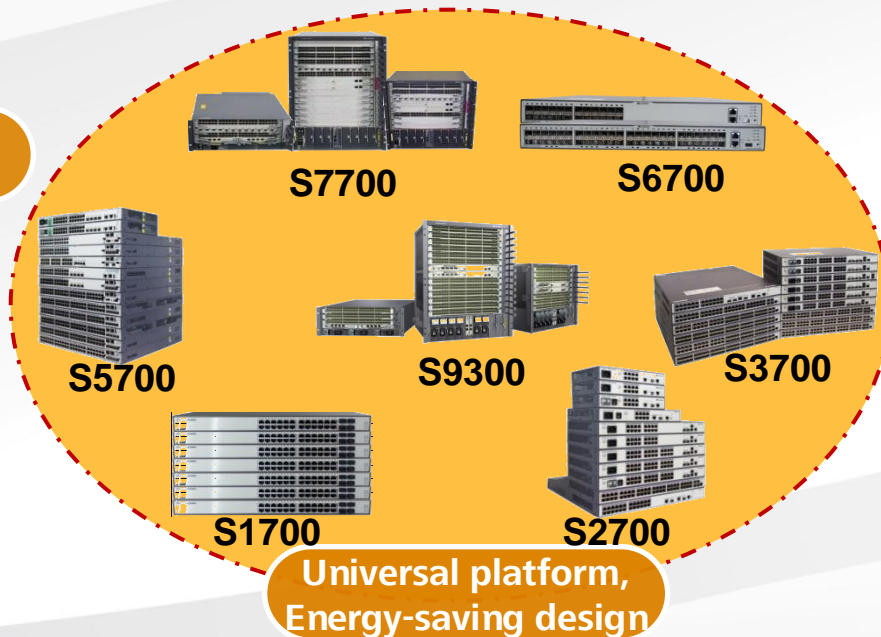 S7700
S6700
S5700
S9300
S3700
S1700
S2700
Universal platform,
Energy-saving design